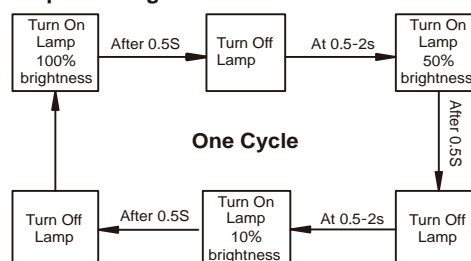 Turn On
Lamp
100%
brightness
After 0.5S
Turn Off
Lamp
At 0.5-2s
Turn On
Lamp
50%
brightness
After 0.5S
One Cycle
Turn Off
Lamp
After 0.5S
Turn On
Lamp
10%
brightness
At 0.5-2s
Turn Off
Lamp